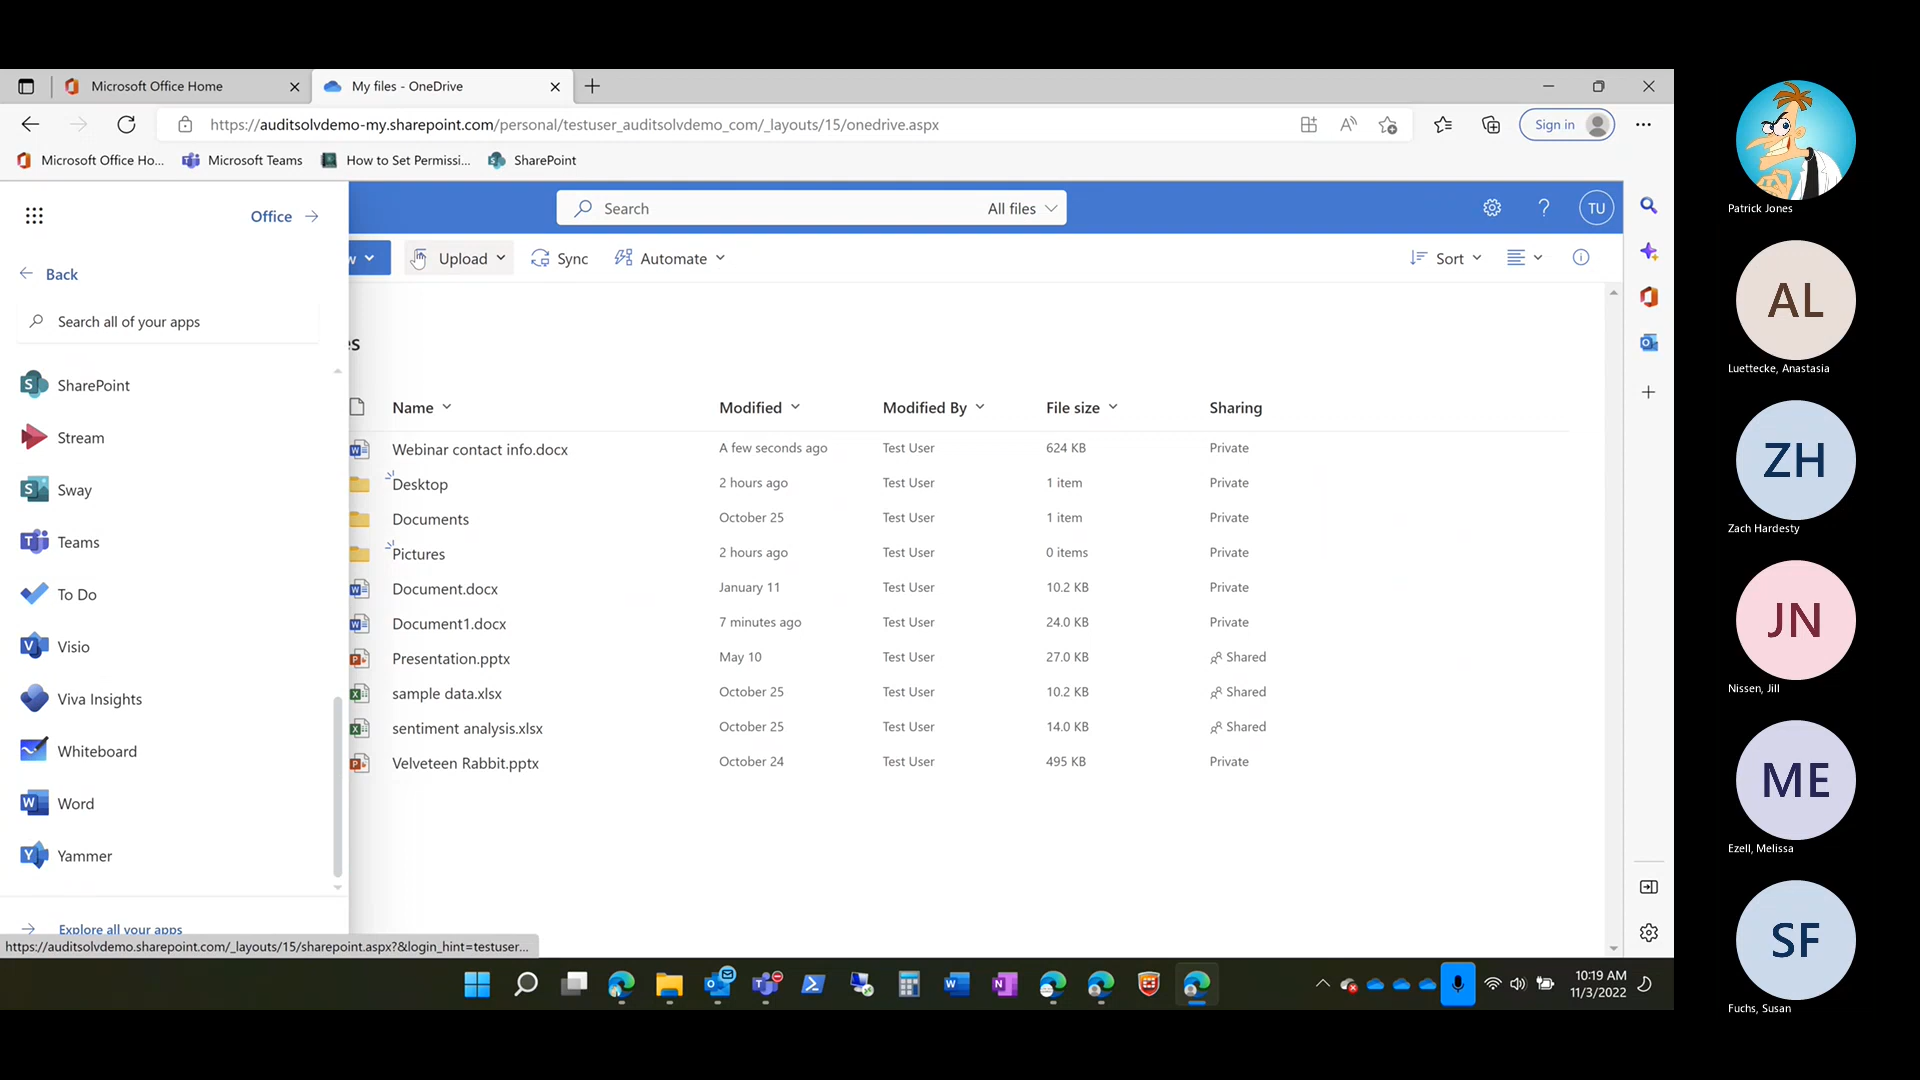 Microsoft Office Home
My files - OneDrive
https://auditsolvdemo-my.sharepoint.com/personal/testuser_auditsolvdemo_com/_layouts/15/onedrive.aspx
Sign in
Microsoft Office Ho...
Microsoft Teams
How to Set Permissi...
SharePoint
Office
Search
All files
?
TU
Back
w
Upload
Sync
Automate
Sort
Search all of your apps
es
SharePoint
Stream
Sway
Teams
To Do
Visio
Viva Insights
Whiteboard
Word
Yammer
Explore all your apps
Name Modified Modified By File size Sharing
Webinar contact info.docx A few seconds ago Test User 624 KB Private
Desktop 2 hours ago Test User 1 item Private
Documents October 25 Test User 1 item Private
Pictures 2 hours ago Test User 0 items Private
Document.docx January 11 Test User 10.2 KB Private
Document1.docx 7 minutes ago Test User 24.0 KB Private
Presentation.pptx May 10 Test User 27.0 KB Shared
sample data.xlsx October 25 Test User 10.2 KB Shared
sentiment analysis.xlsx October 25 Test User 14.0 KB Shared
Velveteen Rabbit.pptx October 24 Test User 495 KB Private
https://auditsolvdemo.sharepoint.com/_layouts/15/sharepoint.aspx?&login_hint=testuser...
10:19 AM
11/3/2022
Patrick Jones
AL
Luettecke, Anastasia
ZH
Zach Hardesty
JN
Nissen, Jill
ME
Ezell, Melissa
SF
Fuchs, Susan